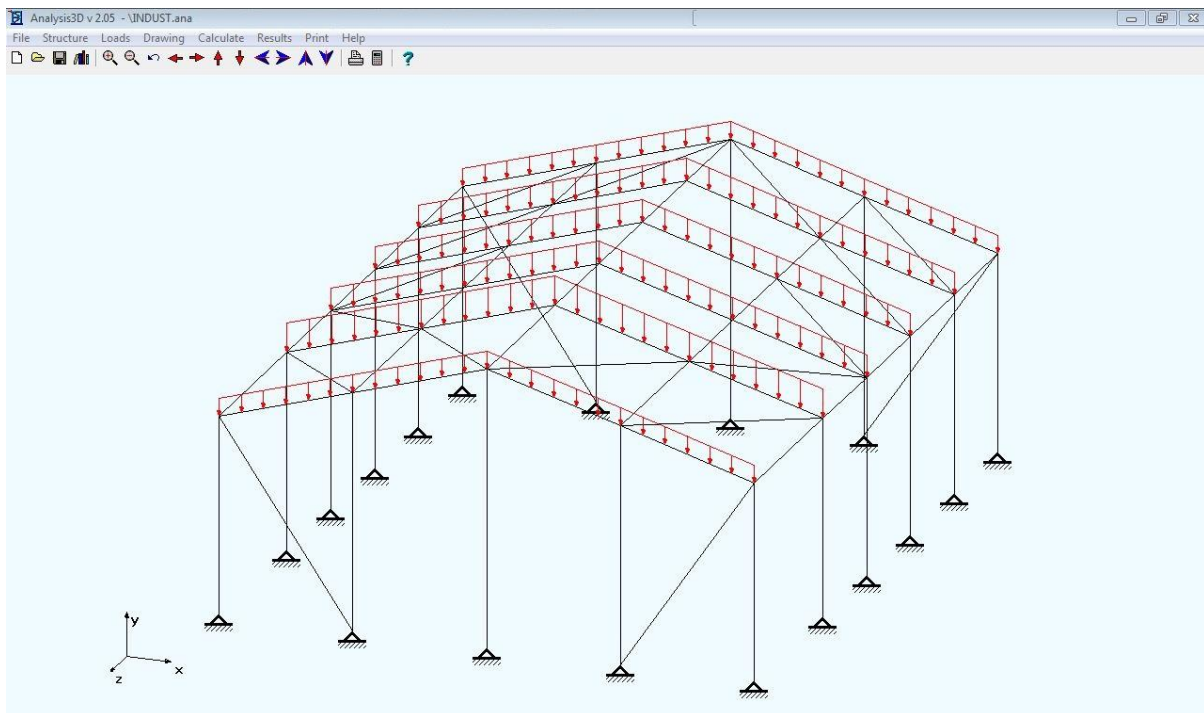 Analysis3D v 2.05 - \INDUST.ana
File Structure Loads Drawing Calculate Results Print Help
y
x
z